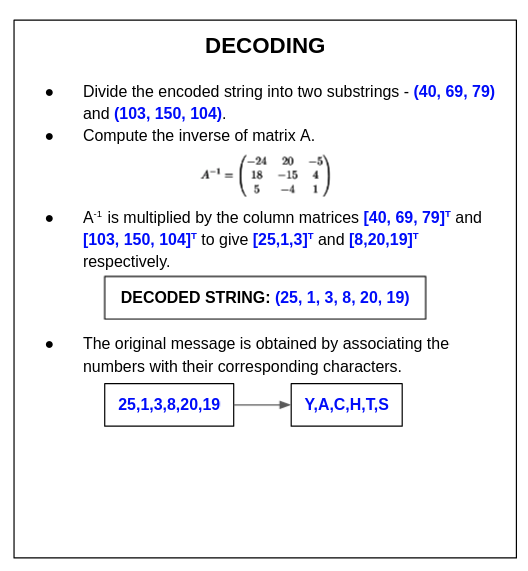 DECODING
● Divide the encoded string into two substrings - (40, 69, 79)
and (103, 150, 104).
● Compute the inverse of matrix A.
−24 20 −5
A⁻¹ = 18 −15 4
5 −4 1
● A⁻¹ is multiplied by the column matrices [40, 69, 79]ᵀ and
[103, 150, 104]ᵀ to give [25,1,3]ᵀ and [8,20,19]ᵀ
respectively.
DECODED STRING: (25, 1, 3, 8, 20, 19)
● The original message is obtained by associating the
numbers with their corresponding characters.
25,1,3,8,20,19 Y,A,C,H,T,S